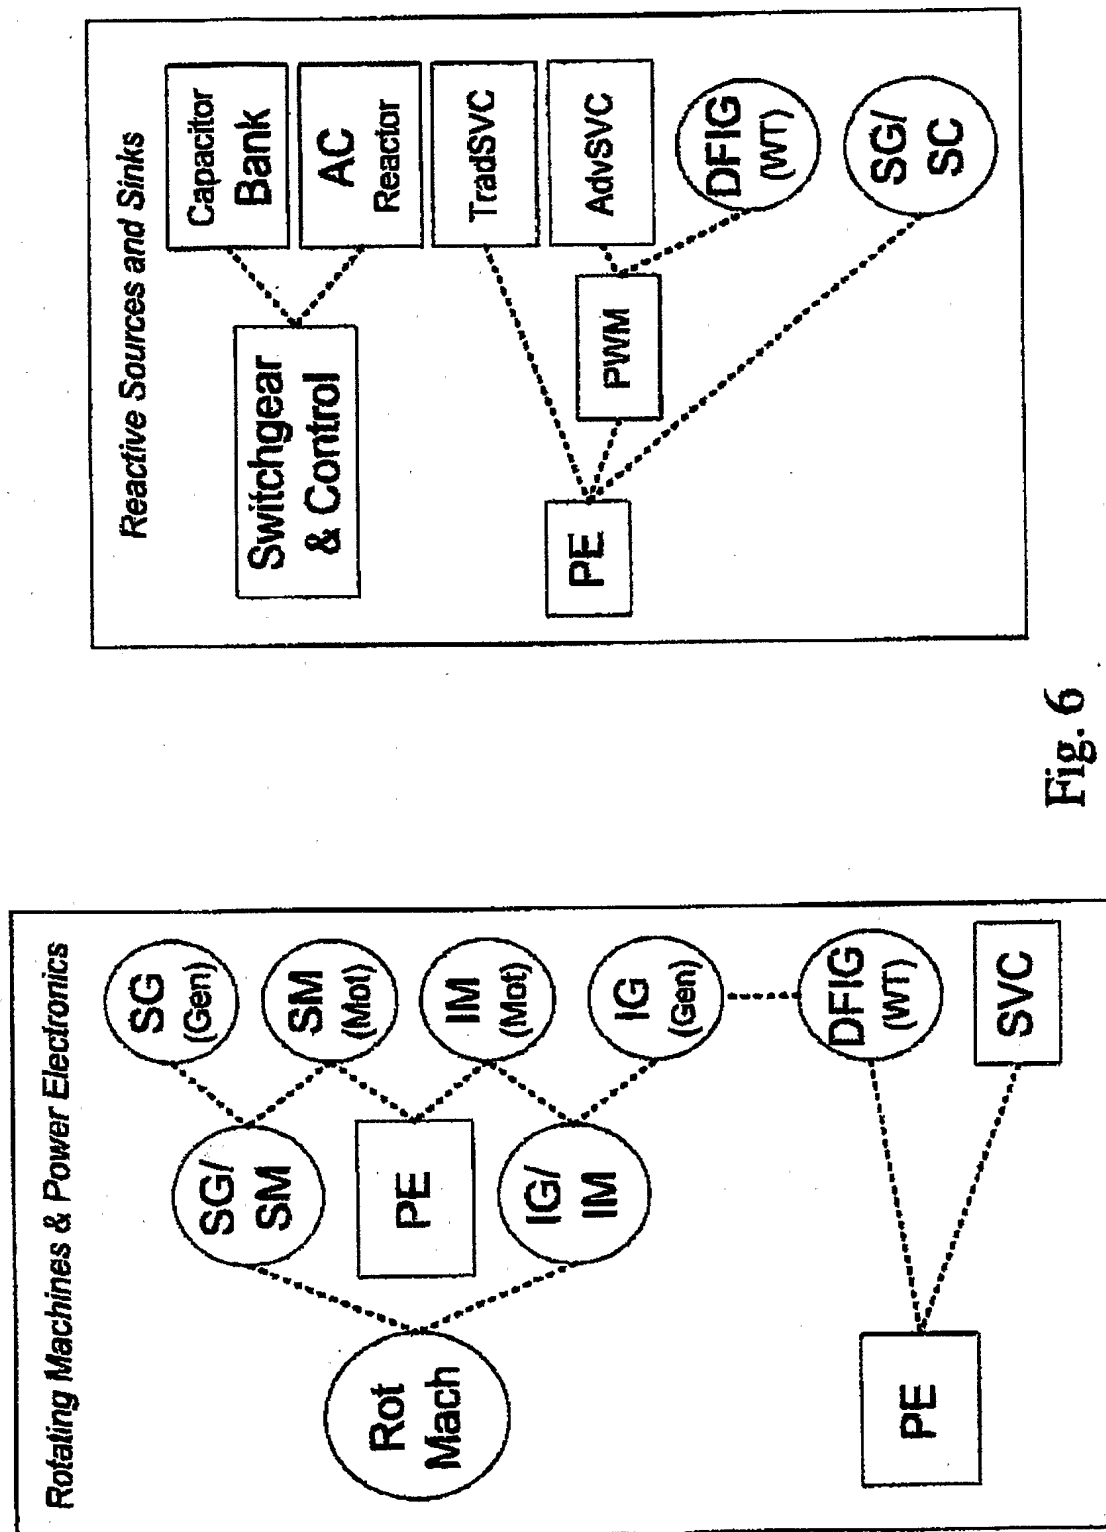 Rotating Machines & Power Electronics
Rot
Mach
SG/
SM
PE
IG/
IM
SG
(Gen)
SM
(Mot)
IM
(Mot)
IG
(Gen)
PE
DFIG
(WT)
SVC
Reactive Sources and Sinks
Switchgear
& Control
Capacitor
Bank
AC
Reactor
PE
PWM
TradSVC
AdvSVC
DFIG
(WT)
SG/
SC
Fig. 6